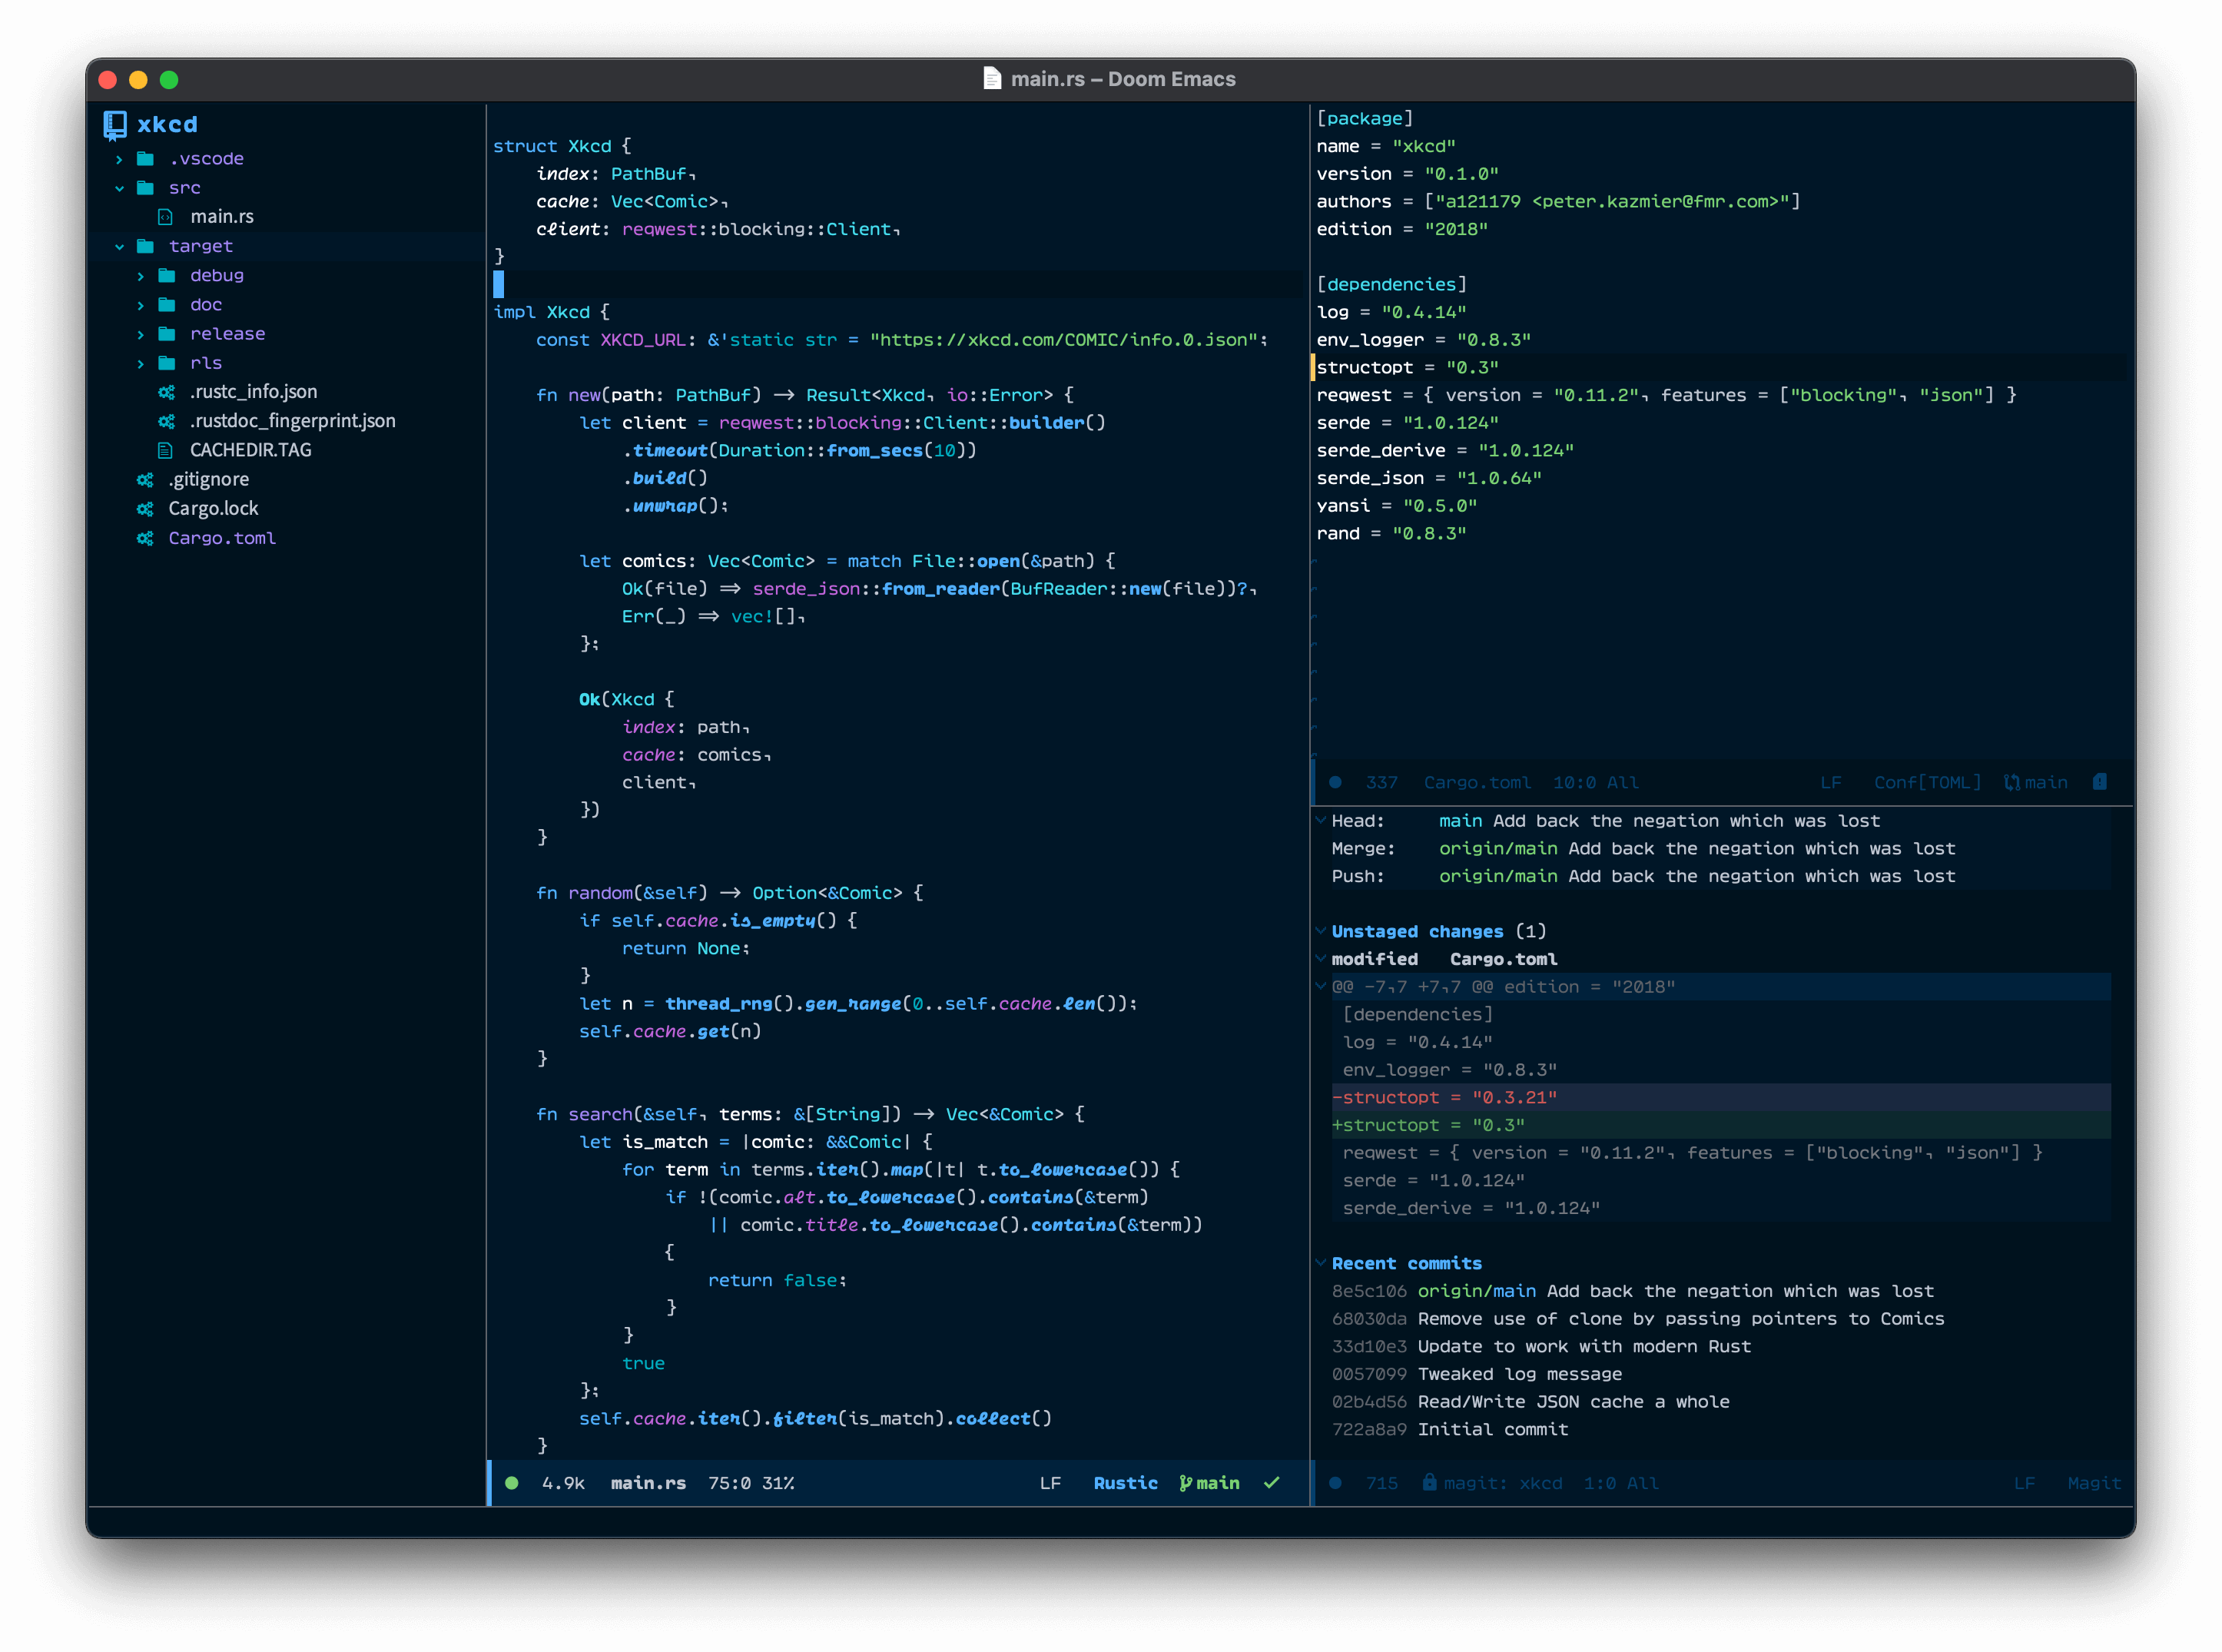 main.rs – Doom Emacs
xkcd
.vscode
src
main.rs
target
debug
doc
release
rls
.rustc_info.json
.rustdoc_fingerprint.json
CACHEDIR.TAG
.gitignore
Cargo.lock
Cargo.toml
struct Xkcd {
    index: PathBuf,
    cache: Vec<Comic>,
    client: reqwest::blocking::Client,
}
impl Xkcd {
    const XKCD_URL: &'static str = "https://xkcd.com/COMIC/info.0.json";
    fn new(path: PathBuf) -> Result<Xkcd, io::Error> {
        let client = reqwest::blocking::Client::builder()
            .timeout(Duration::from_secs(10))
            .build()
            .unwrap();
        let comics: Vec<Comic> = match File::open(&path) {
            Ok(file) => serde_json::from_reader(BufReader::new(file))?,
            Err(_) => vec![],
        };
        Ok(Xkcd {
            index: path,
            cache: comics,
            client,
        })
    }
    fn random(&self) -> Option<&Comic> {
        if self.cache.is_empty() {
            return None;
        }
        let n = thread_rng().gen_range(0..self.cache.len());
        self.cache.get(n)
    }
    fn search(&self, terms: &[String]) -> Vec<&Comic> {
        let is_match = |comic: &&Comic| {
            for term in terms.iter().map(|t| t.to_lowercase()) {
                if !(comic.alt.to_lowercase().contains(&term)
                    || comic.title.to_lowercase().contains(&term))
                {
                    return false;
                }
            }
            true
        };
        self.cache.iter().filter(is_match).collect()
    }
4.9k main.rs 75:0 31% LF Rustic main
[package]
name = "xkcd"
version = "0.1.0"
authors = ["a121179 <peter.kazmier@fmr.com>"]
edition = "2018"
[dependencies]
log = "0.4.14"
env_logger = "0.8.3"
structopt = "0.3"
reqwest = { version = "0.11.2", features = ["blocking", "json"] }
serde = "1.0.124"
serde_derive = "1.0.124"
serde_json = "1.0.64"
yansi = "0.5.0"
rand = "0.8.3"
337 Cargo.toml 10:0 All LF Conf[TOML] main
Head: main Add back the negation which was lost
Merge: origin/main Add back the negation which was lost
Push: origin/main Add back the negation which was lost
Unstaged changes (1)
modified Cargo.toml
@@ -7,7 +7,7 @@ edition = "2018"
 [dependencies]
 log = "0.4.14"
 env_logger = "0.8.3"
-structopt = "0.3.21"
+structopt = "0.3"
 reqwest = { version = "0.11.2", features = ["blocking", "json"] }
 serde = "1.0.124"
 serde_derive = "1.0.124"
Recent commits
8e5c106 origin/main Add back the negation which was lost
68030da Remove use of clone by passing pointers to Comics
33d10e3 Update to work with modern Rust
0057099 Tweaked log message
02b4d56 Read/Write JSON cache a whole
722a8a9 Initial commit
715 magit: xkcd 1:0 All LF Magit